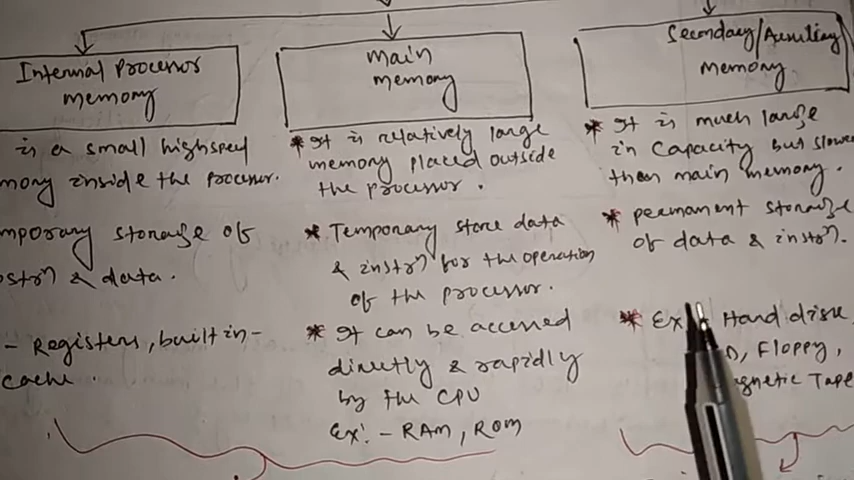 Internal Processor
memory
is a small highspeed
mory inside the processor.
mporary storage of
ostrn & data.
- Registers, built in-
cache.
main
memory
* It is relatively large
memory placed outside
the processor.
* Temporary store data
& instrn for the operation
of the processor.
* It can be accessed
directly & rapidly
by the CPU
Ex: - RAM, ROM
Secondary/Auxiliary
memory
* It is much large
in capacity but slower
than main memory.
* permanent storage
of data & instrn.
* Ex: Hard disk
D, Floppy,
gnetic Tape